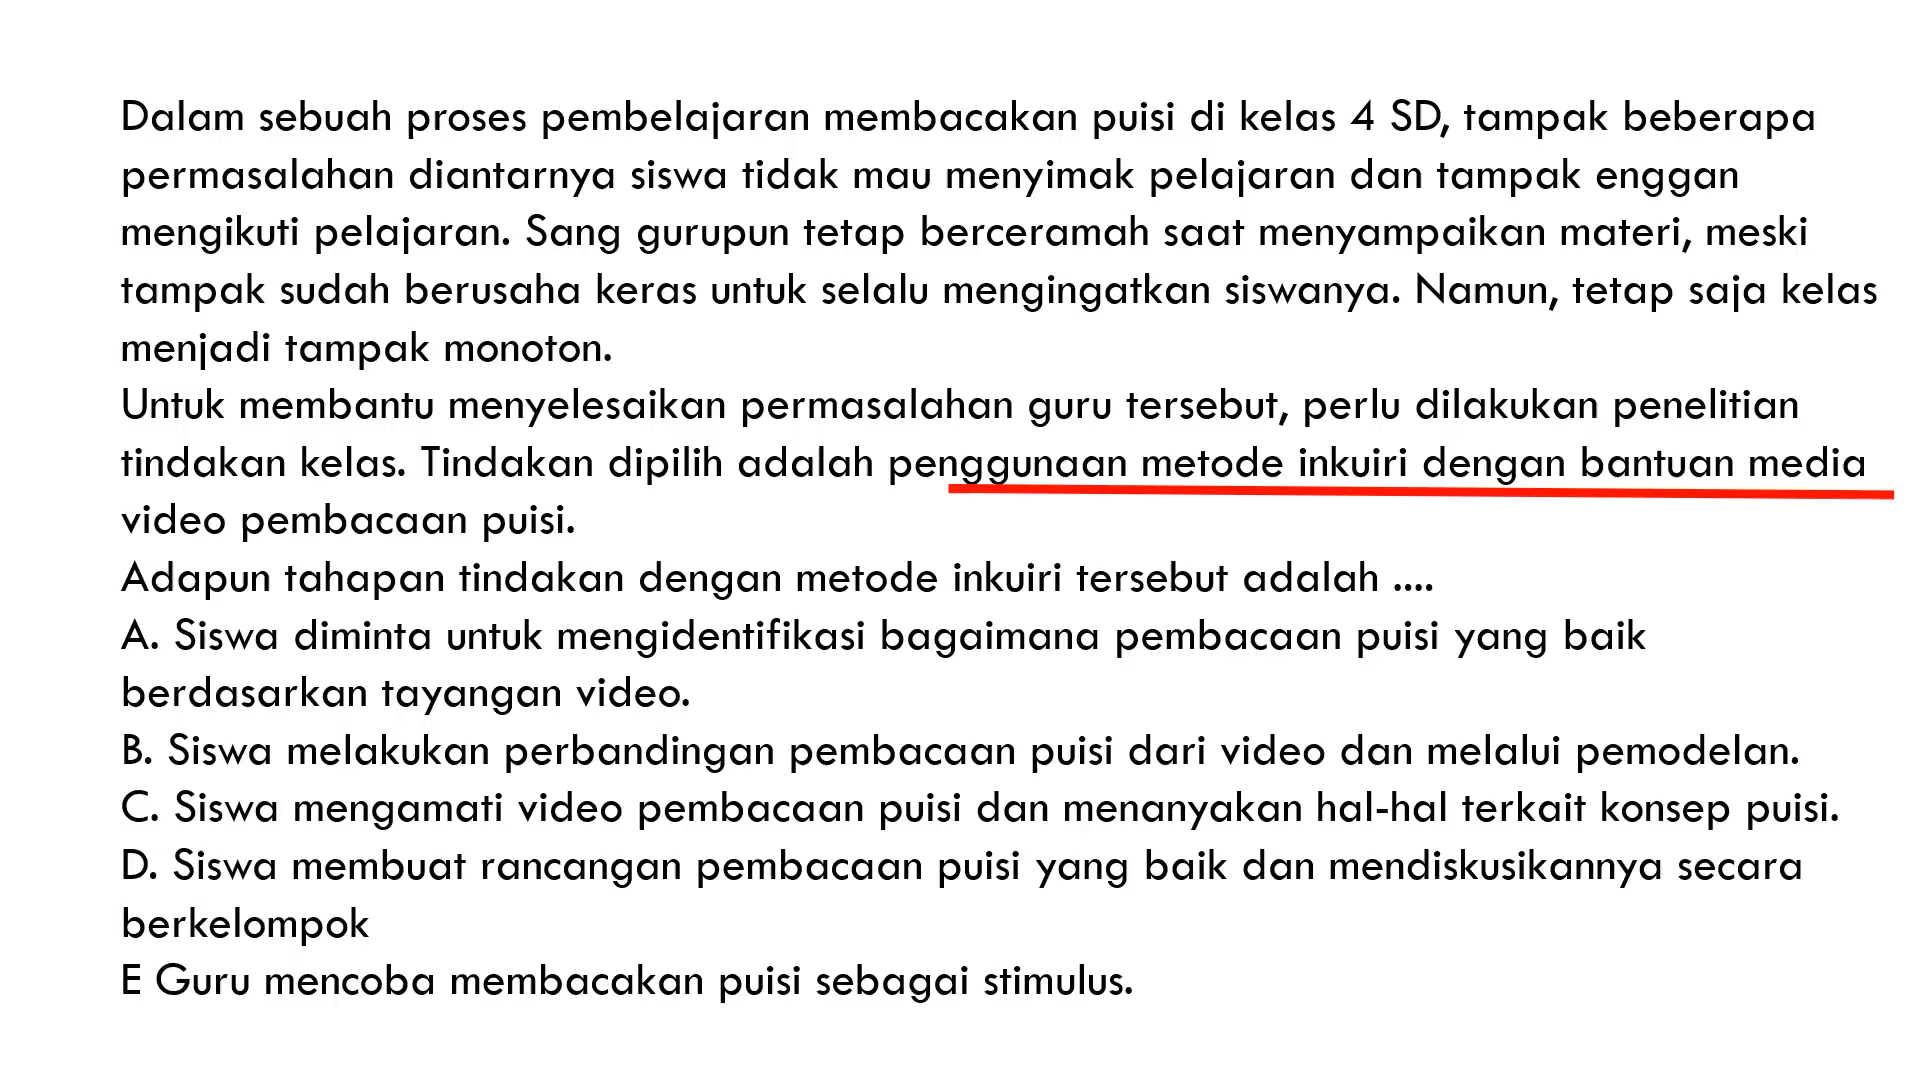 Dalam sebuah proses pembelajaran membacakan puisi di kelas 4 SD, tampak beberapa
permasalahan diantarnya siswa tidak mau menyimak pelajaran dan tampak enggan
mengikuti pelajaran. Sang gurupun tetap berceramah saat menyampaikan materi, meski
tampak sudah berusaha keras untuk selalu mengingatkan siswanya. Namun, tetap saja kelas
menjadi tampak monoton.
Untuk membantu menyelesaikan permasalahan guru tersebut, perlu dilakukan penelitian
tindakan kelas. Tindakan dipilih adalah penggunaan metode inkuiri dengan bantuan media
video pembacaan puisi.
Adapun tahapan tindakan dengan metode inkuiri tersebut adalah ....
A. Siswa diminta untuk mengidentifikasi bagaimana pembacaan puisi yang baik
berdasarkan tayangan video.
B. Siswa melakukan perbandingan pembacaan puisi dari video dan melalui pemodelan.
C. Siswa mengamati video pembacaan puisi dan menanyakan hal-hal terkait konsep puisi.
D. Siswa membuat rancangan pembacaan puisi yang baik dan mendiskusikannya secara
berkelompok
E Guru mencoba membacakan puisi sebagai stimulus.